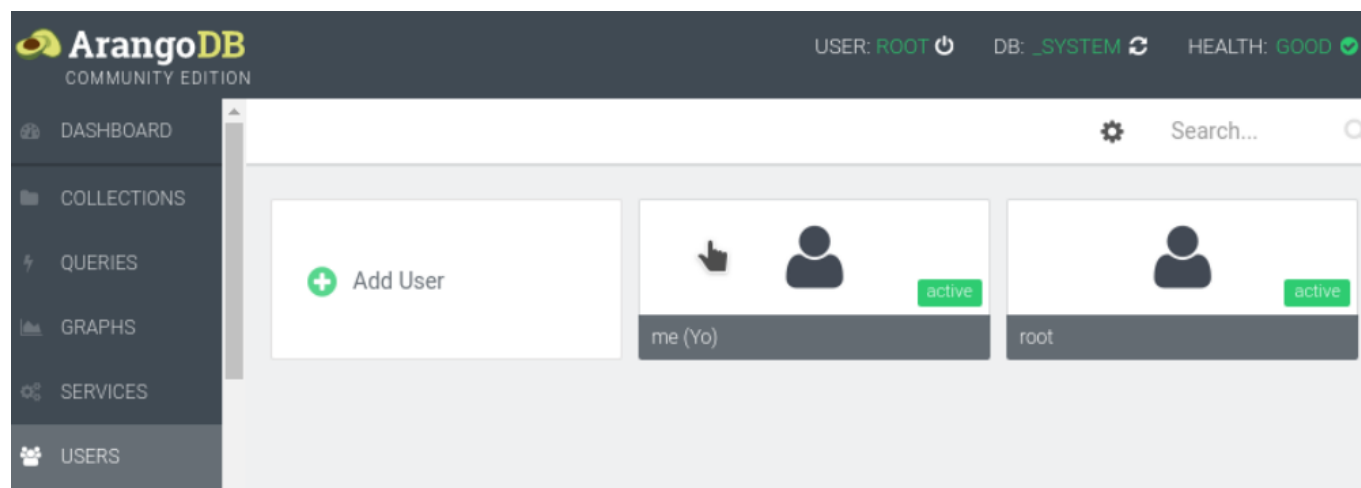 ArangoDB
COMMUNITY EDITION
USER: ROOT DB: _SYSTEM HEALTH: GOOD
DASHBOARD
Search...
COLLECTIONS
QUERIES
GRAPHS
SERVICES
USERS
Add User
active
me (Yo)
active
root